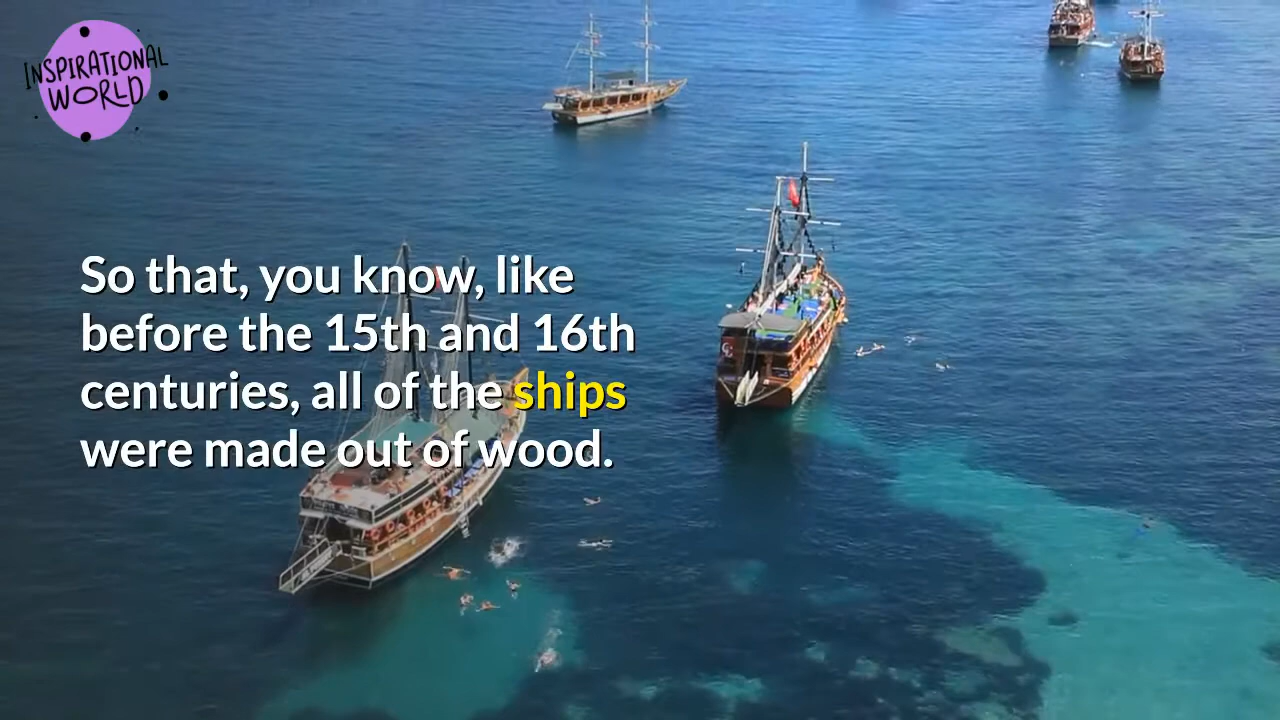 INSPIRATIONAL
WORLD
So that, you know, like
before the 15th and 16th
centuries, all of the ships
were made out of wood.